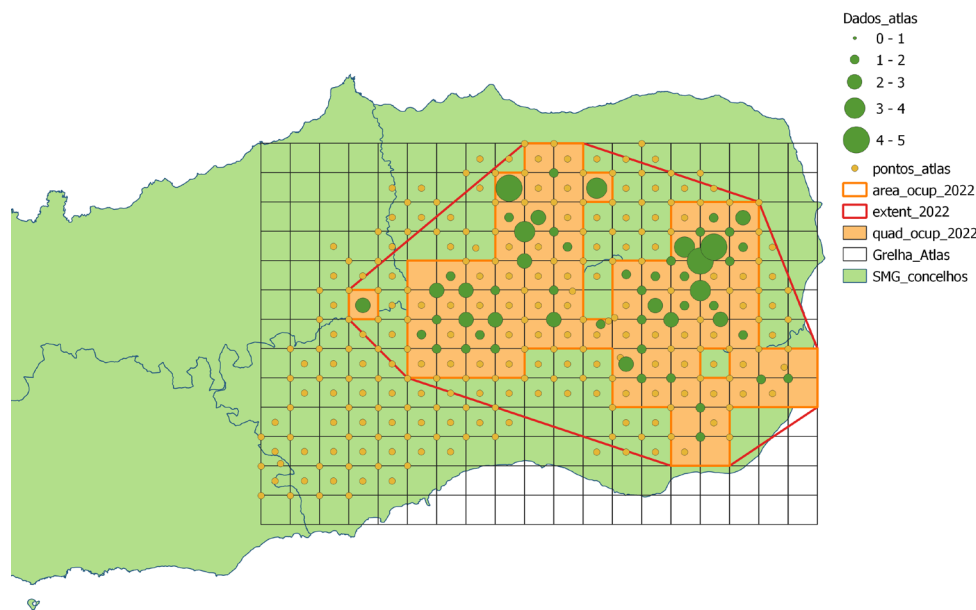 Dados_atlas
0 - 1
1 - 2
2 - 3
3 - 4
4 - 5
pontos_atlas
area_ocup_2022
extent_2022
quad_ocup_2022
Grelha_Atlas
SMG_concelhos